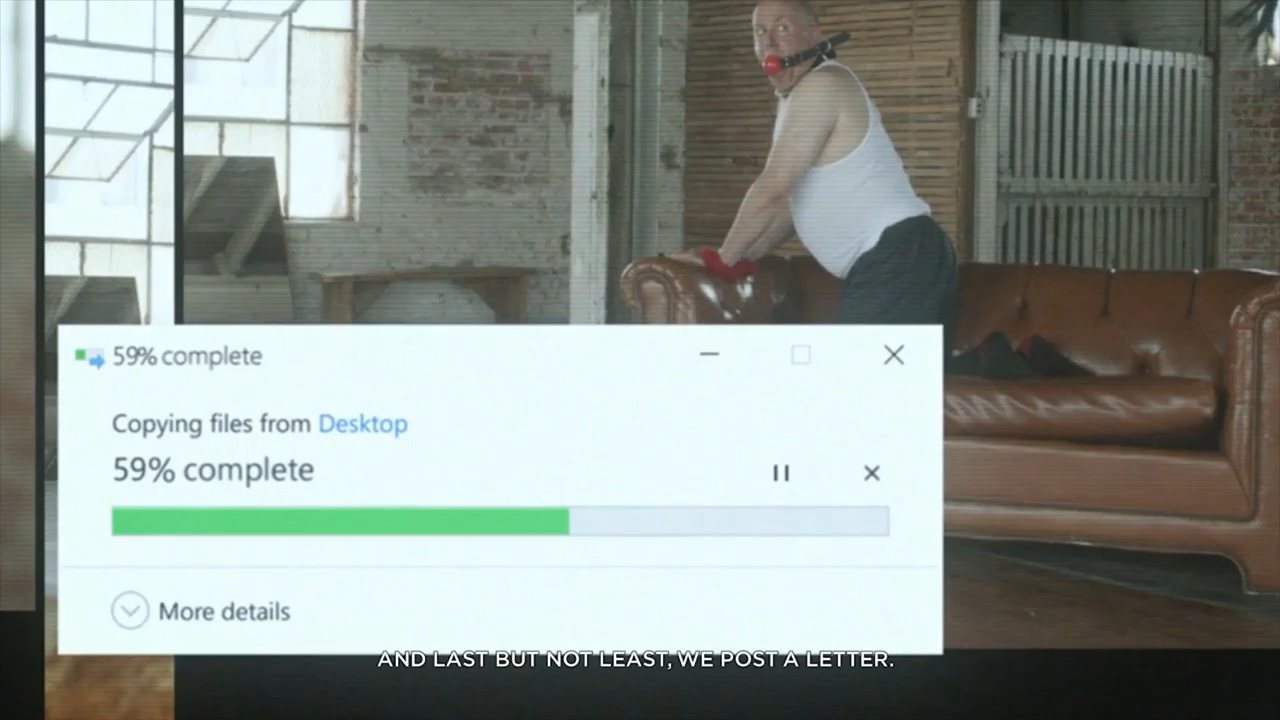 59% complete
Copying files from Desktop
59% complete
More details
AND LAST BUT NOT LEAST, WE POST A LETTER.